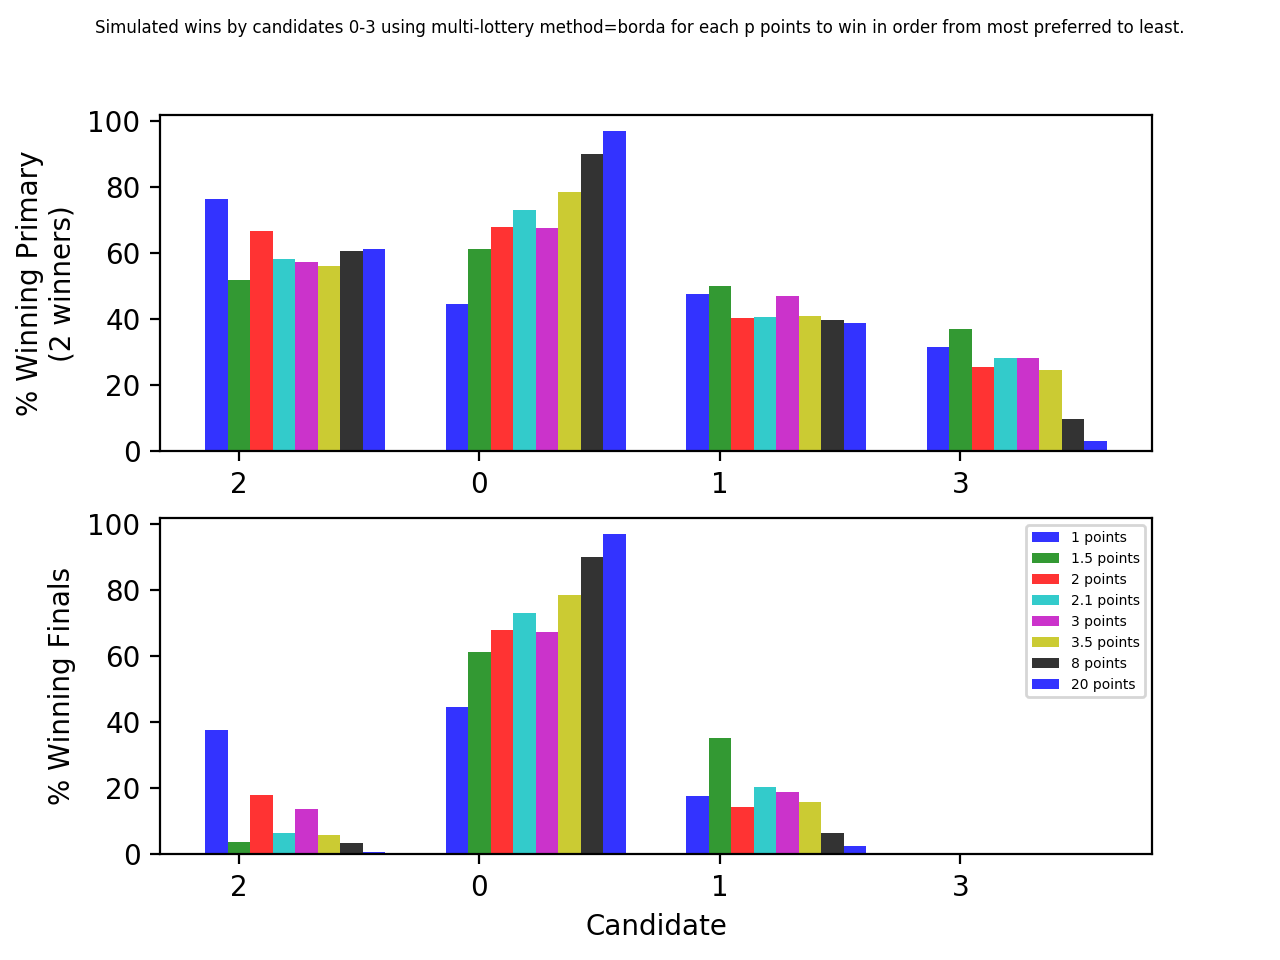 Simulated wins by candidates 0-3 using multi-lottery method=borda for each p points to win in order from most preferred to least.
% Winning Primary
(2 winners)
100
80
60
40
20
0
2 0 1 3
% Winning Finals
100
80
60
40
20
0
1 points
1.5 points
2 points
2.1 points
3 points
3.5 points
8 points
20 points
2 0 1 3
Candidate